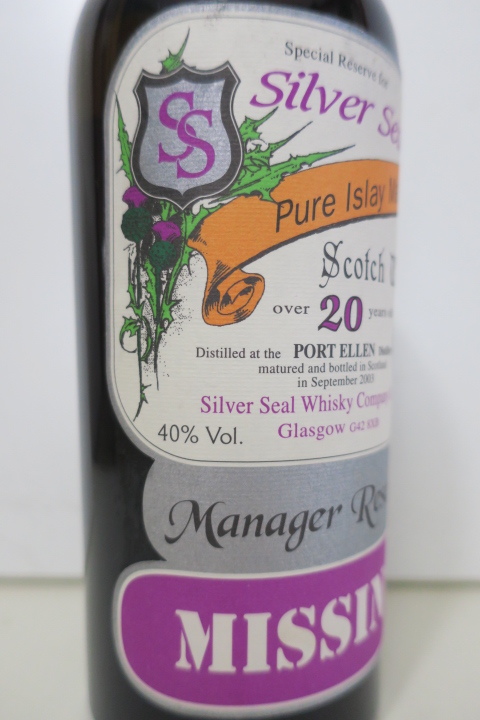 Special Reserve for
SS
Silver Se
Pure Islay M
Scotch W
over 20 years
Distilled at the PORT ELLEN
matured and bottled in Scotland
in September 2003
Silver Seal Whisky Company
Glasgow G42
40% Vol.
Manager Res
MISSIN